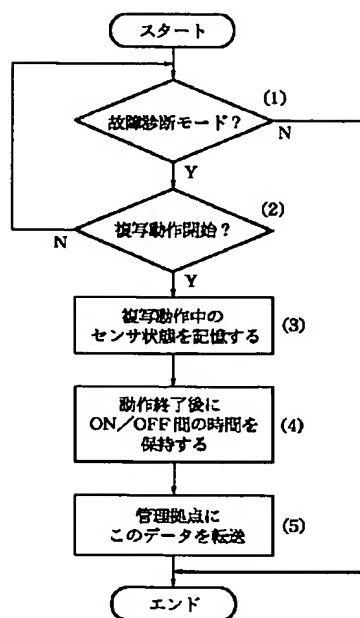 スタート
(1)
故障診断モード?
N
Y
(2)
複写動作開始?
N
Y
複写動作中の
センサ状態を記憶する
(3)
動作終了後に
ON/OFF間の時間を
保持する
(4)
管理拠点に
このデータを転送
(5)
エンド